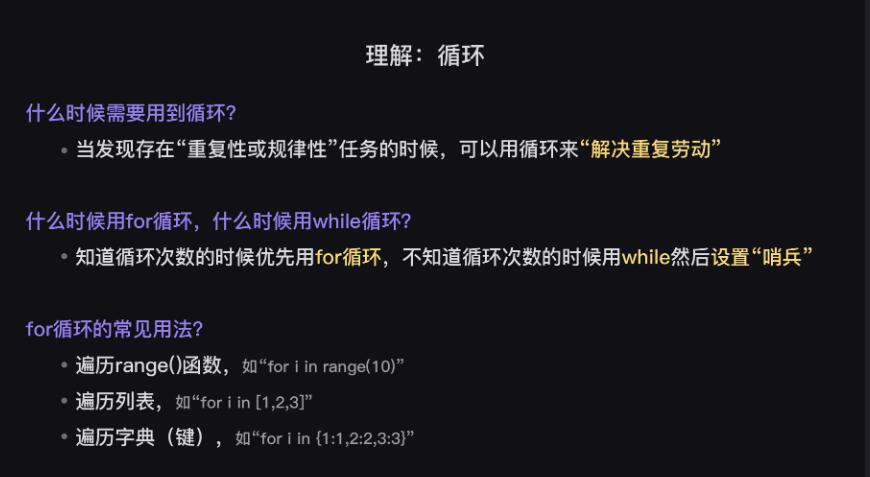 理解：循环
什么时候需要用到循环？
• 当发现存在“重复性或规律性”任务的时候，可以用循环来“解决重复劳动”
什么时候用for循环，什么时候用while循环？
• 知道循环次数的时候优先用for循环，不知道循环次数的时候用while然后设置“哨兵”
for循环的常见用法？
• 遍历range()函数，如“for i in range(10)”
• 遍历列表，如“for i in [1,2,3]”
• 遍历字典（键），如“for i in {1:1,2:2,3:3}”